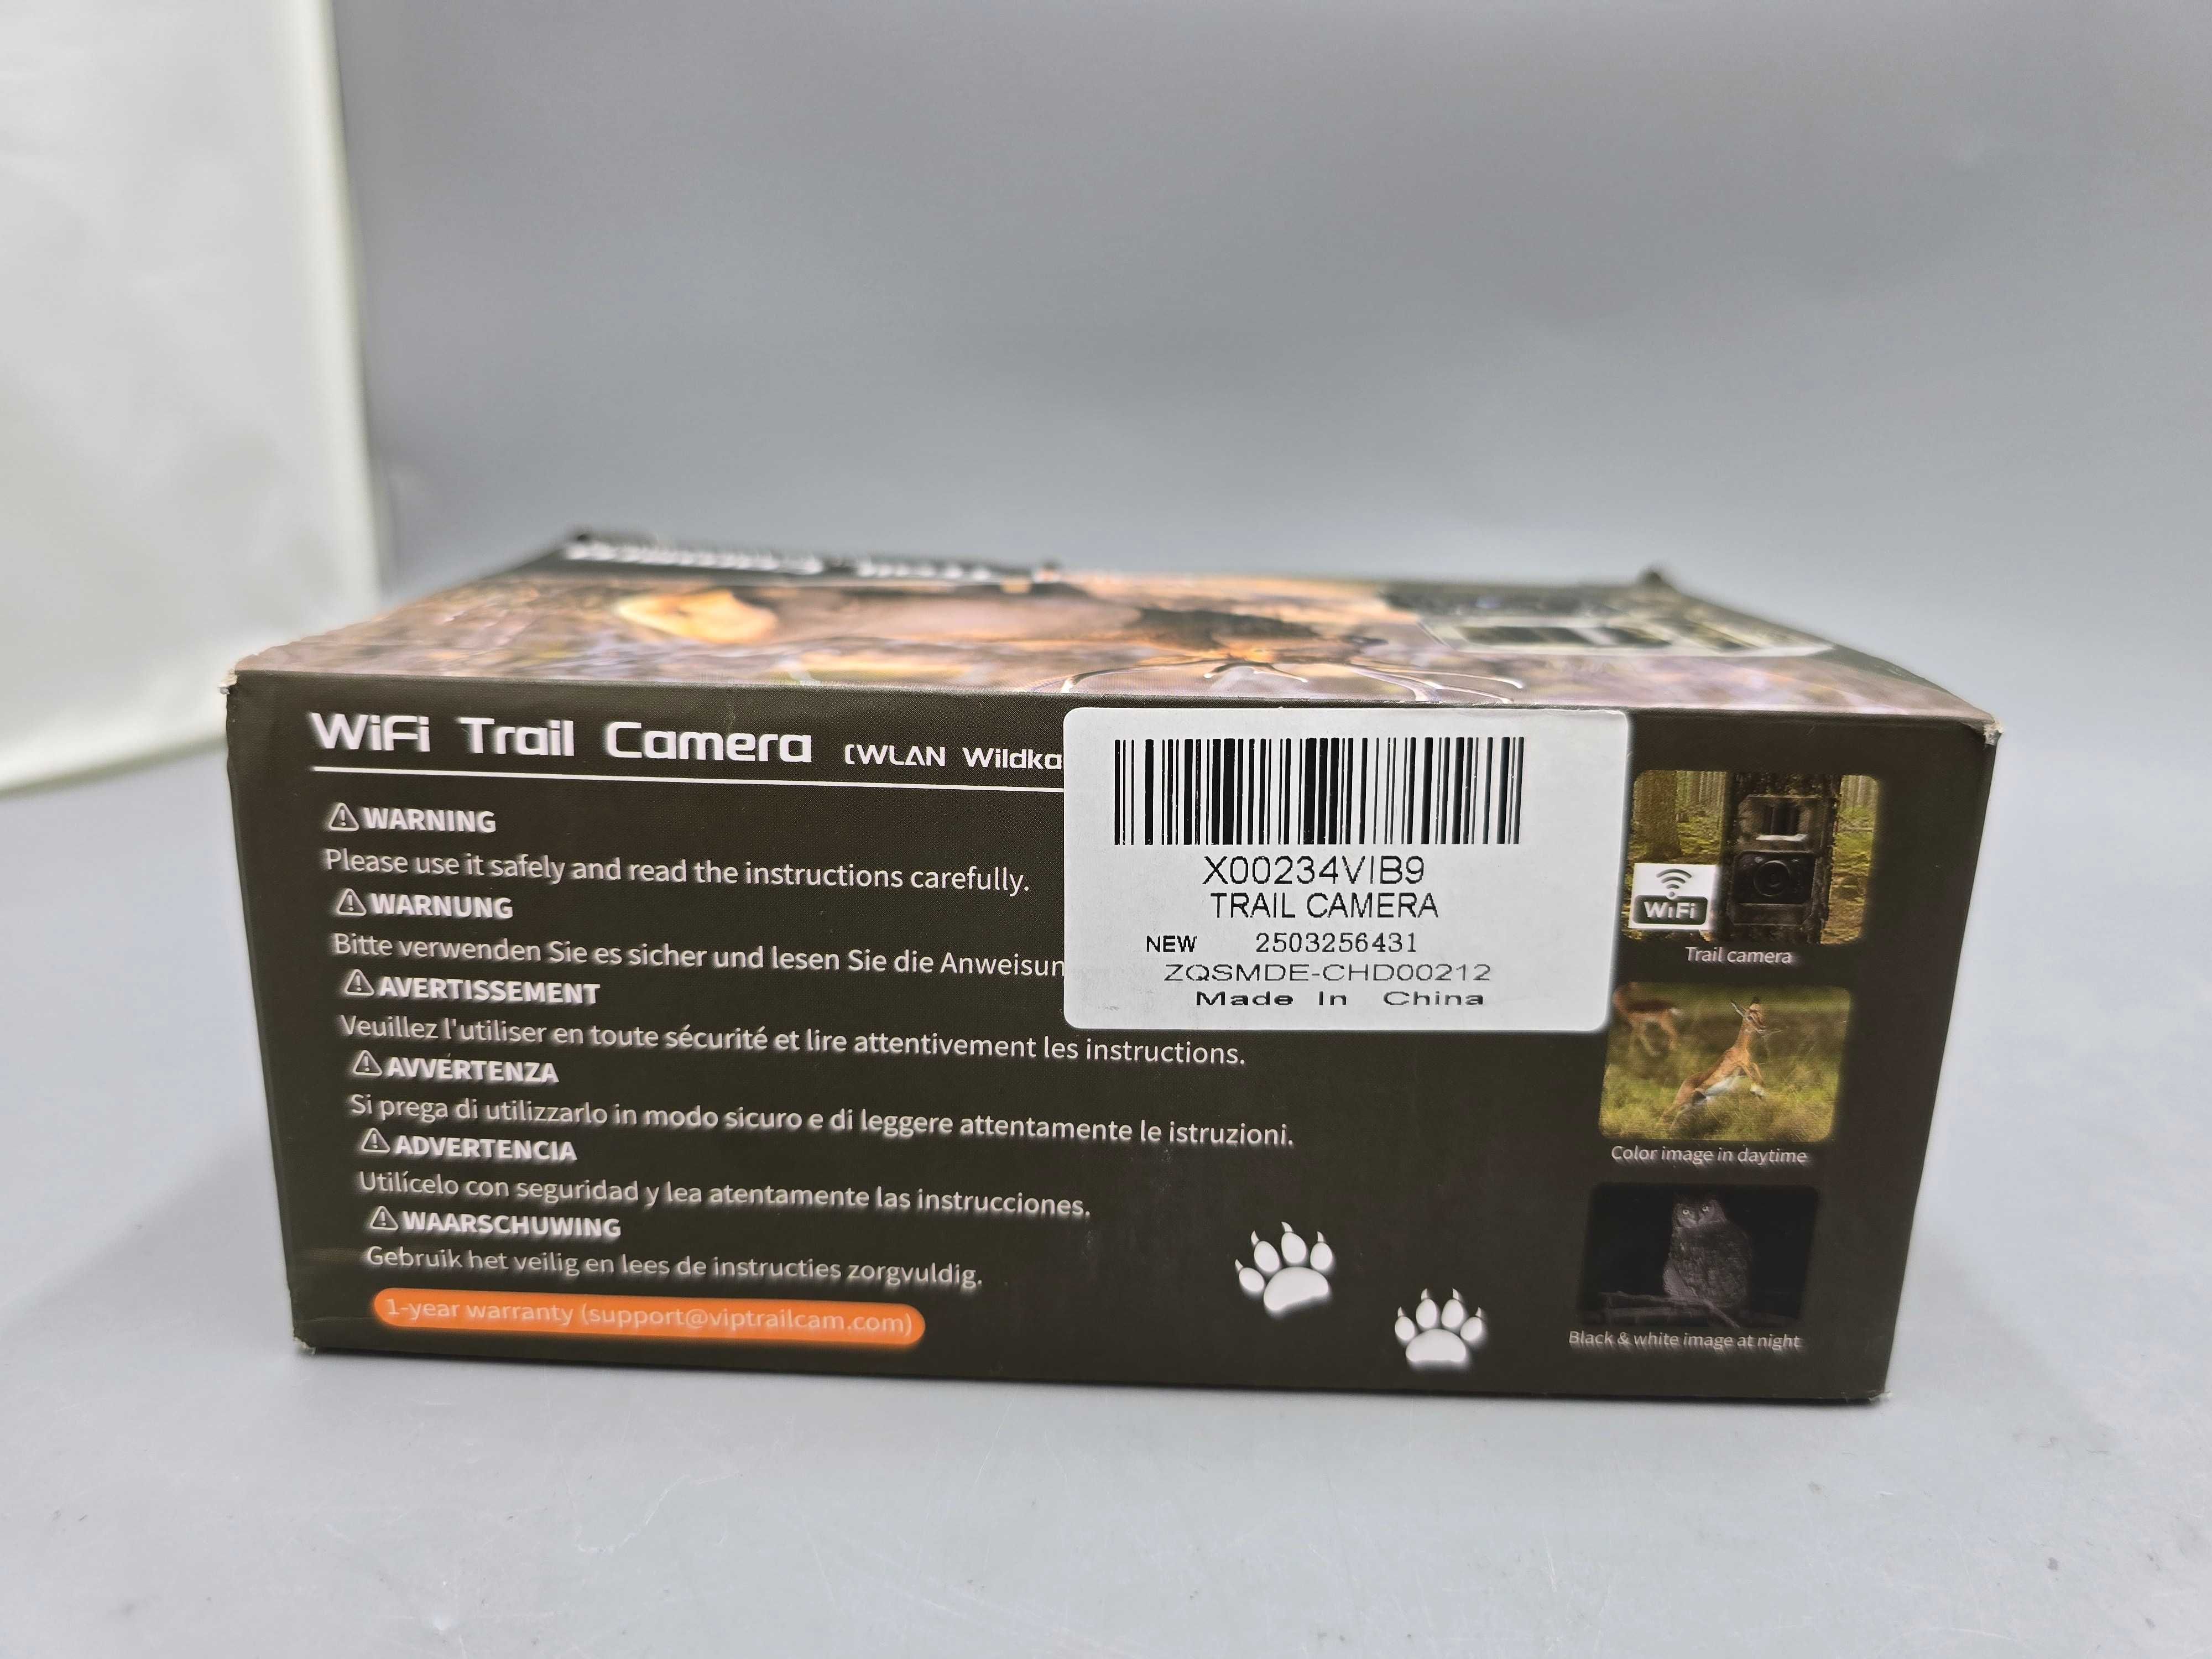 WiFi Trail Camera (WLAN Wildka
⚠ WARNING
Please use it safely and read the instructions carefully.
⚠ WARNUNG
Bitte verwenden Sie es sicher und lesen Sie die Anweisun
⚠ AVERTISSEMENT
Veuillez l'utiliser en toute sécurité et lire attentivement les instructions.
⚠ AVVERTENZA
Si prega di utilizzarlo in modo sicuro e di leggere attentamente le istruzioni.
⚠ ADVERTENCIA
Utilícelo con seguridad y lea atentamente las instrucciones.
⚠ WAARSCHUWING
Gebruik het veilig en lees de instructies zorgvuldig.
1-year warranty (support@viptrailcam.com)
X00234VIB9
TRAIL CAMERA
NEW 2503256431
ZQSMDE-CHD00212
Made In China
WiFi
Trail camera
Color image in daytime
Black & white image at night